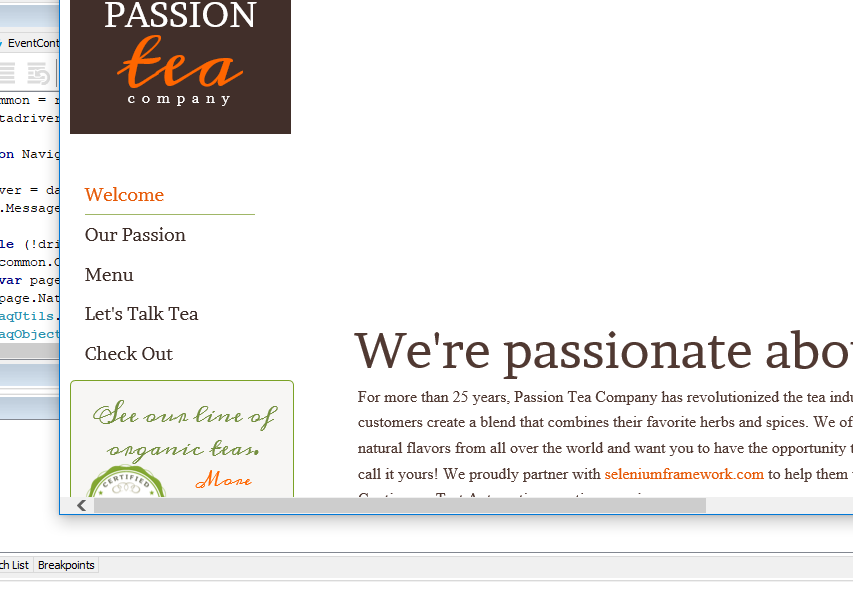 PASSION
tea
company
EventCont
mmon =
tadriver
on Navig
ver = da
.Message
le (!dri
common.
var page
page.Nat
aqUtils.
aqObject
Welcome
Our Passion
Menu
Let's Talk Tea
Check Out
See our line of
organic teas.
CERTIFIED
More
We're passionate abo
For more than 25 years, Passion Tea Company has revolutionized the tea indu
customers create a blend that combines their favorite herbs and spices. We of
natural flavors from all over the world and want you to have the opportunity t
call it yours! We proudly partner with seleniumframework.com to help them
ch List
Breakpoints